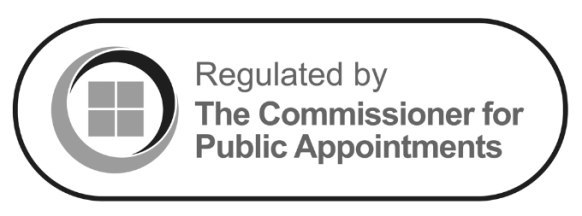 Regulated by
The Commissioner for
Public Appointments